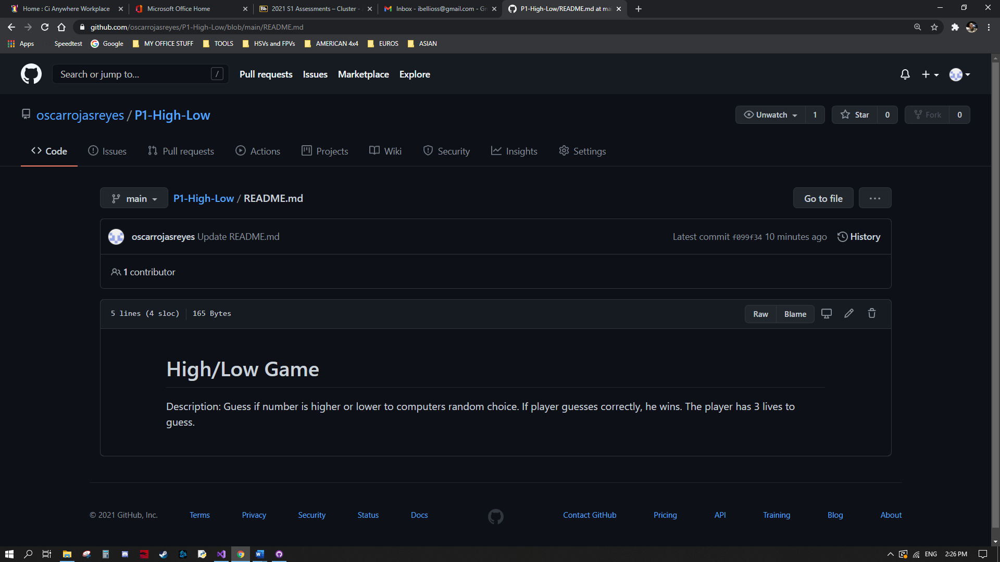 Home : Ci Anywhere Workplace
Microsoft Office Home
Bb 2021 S1 Assessments – Cluster -
Inbox - ibellioss@gmail.com -
P1-High-Low/README.md at
github.com/oscarrojasreyes/P1-High-Low/blob/main/README.md
Apps Speedtest Google MY OFFICE STUFF TOOLS HSVs and FPVs AMERICAN 4x4 EUROS ASIAN
Search or jump to... / Pull requests Issues Marketplace Explore
oscarrojasreyes / P1-High-Low
Unwatch 1 Star 0 Fork 0
Code Issues Pull requests Actions Projects Wiki Security Insights Settings
main P1-High-Low / README.md Go to file ...
oscarrojasreyes Update README.md Latest commit f099f34 10 minutes ago History
1 contributor
5 lines (4 sloc) 165 Bytes Raw Blame
High/Low Game
Description: Guess if number is higher or lower to computers random choice. If player guesses correctly, he wins. The player has 3 lives to
guess.
© 2021 GitHub, Inc. Terms Privacy Security Status Docs Contact GitHub Pricing API Training Blog About
ENG 2:26 PM